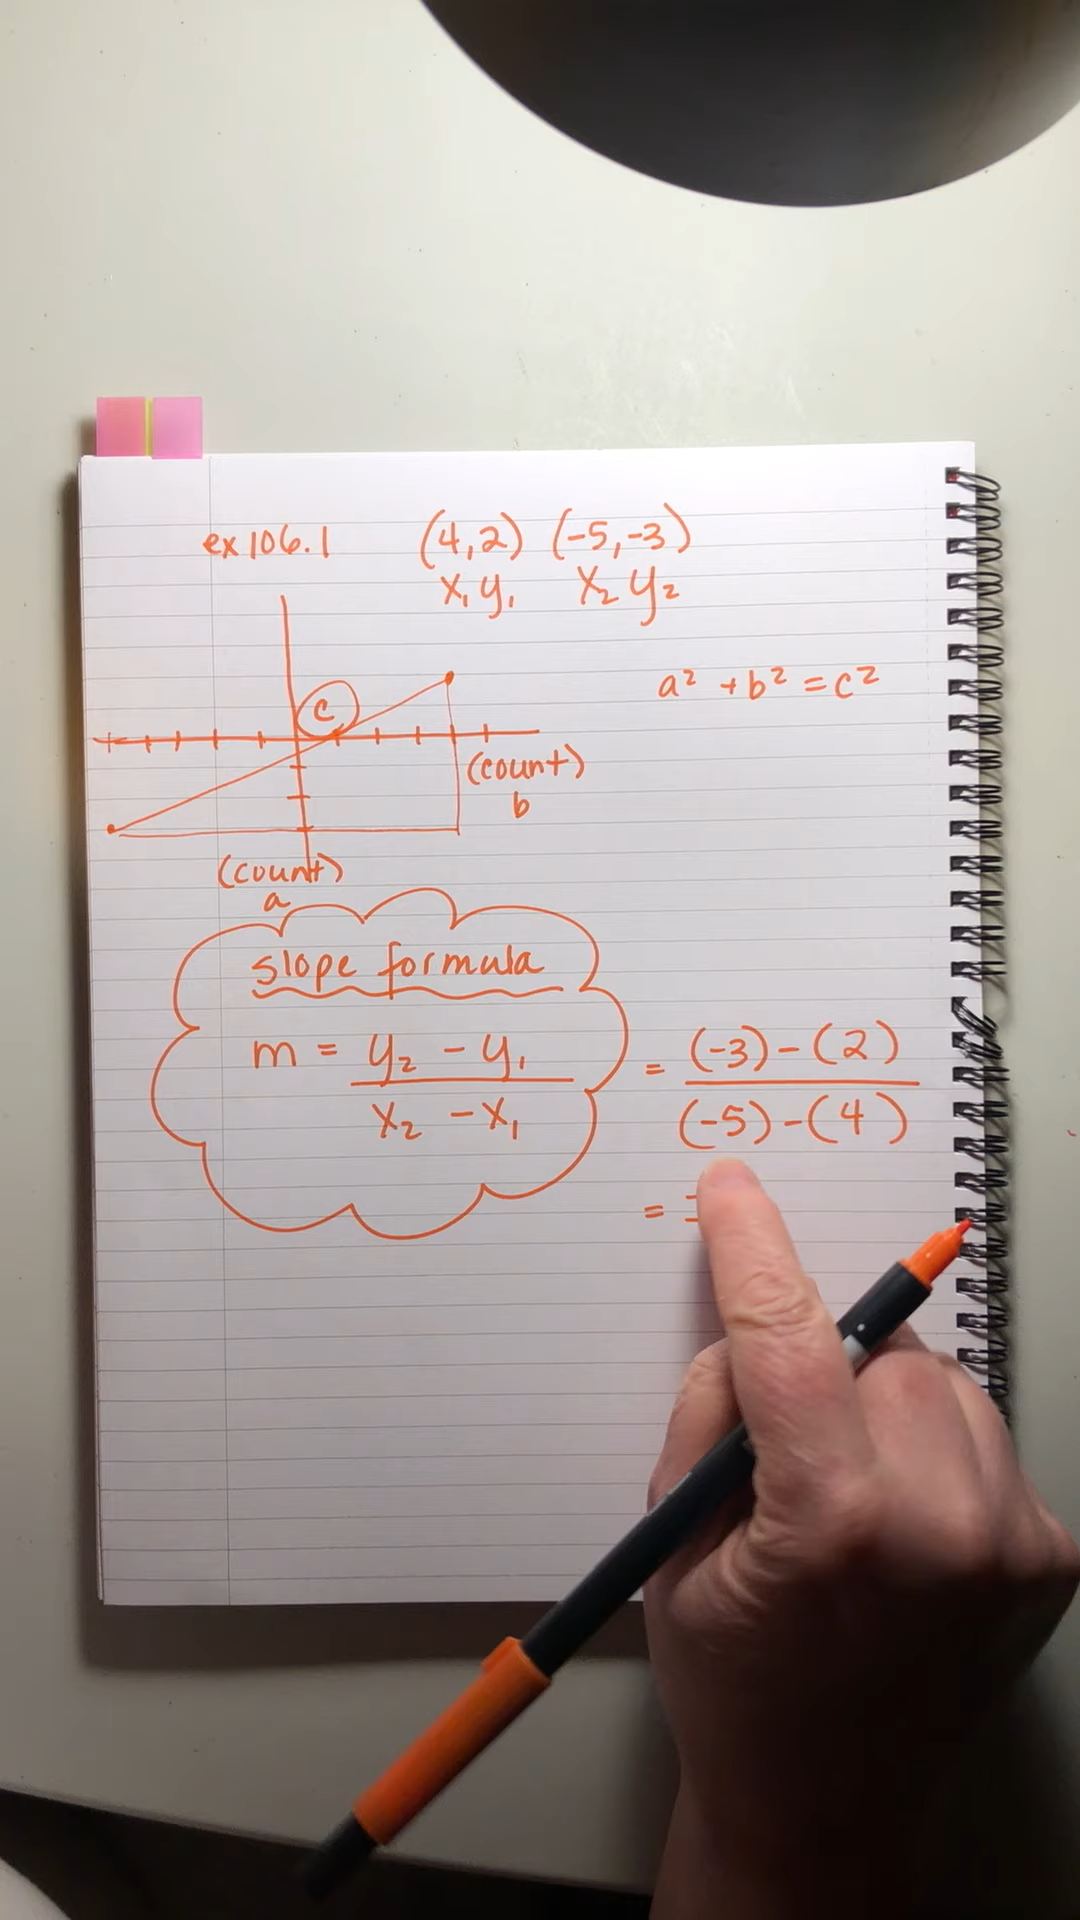 ex 106.1 (4,2) (-5,-3)
x₁ y₁ x₂ y₂
a² + b² = c²
c
(count)
b
(count)
a
slope formula
m = y₂ - y₁ / x₂ - x₁ = (-3) - (2) / (-5) - (4)
=